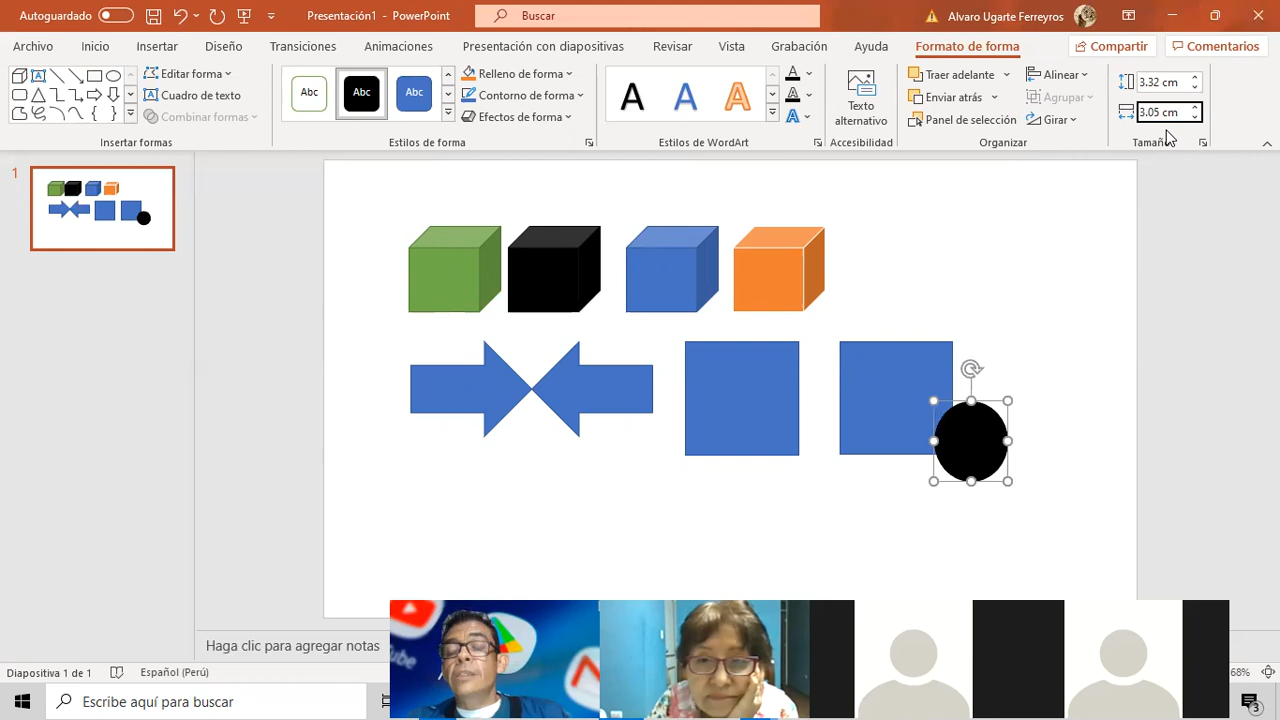 Autoguardado
Presentación1 - PowerPoint
Buscar
Alvaro Ugarte Ferreyros
Archivo Inicio Insertar Diseño Transiciones Animaciones Presentación con diapositivas Revisar Vista Grabación Ayuda Formato de forma Compartir Comentarios
Editar forma
Cuadro de texto
Combinar formas
Insertar formas
Abc Abc Abc
Relleno de forma
Contorno de forma
Efectos de forma
Estilos de forma
A A A
A
A
A
Estilos de WordArt
Texto
alternativo
Accesibilidad
Traer adelante
Enviar atrás
Panel de selección
Alinear
Agrupar
Girar
Organizar
3.32 cm
3.05 cm
1
Haga clic para agregar notas
Diapositiva 1 de 1
Español (Perú)
68%
Escribe aquí para buscar
3